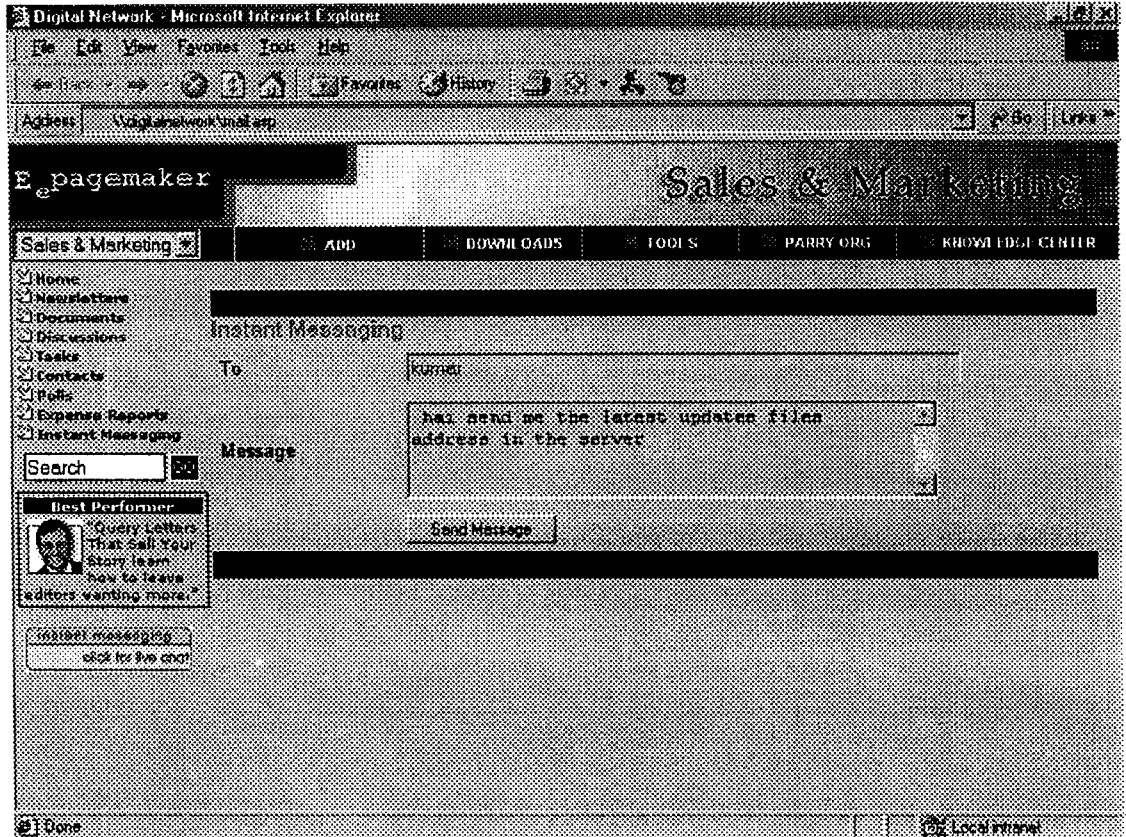 Digital Network - Microsoft Internet Explorer
File Edit View Favorites Tools Help
Back Favorites History
Address \\digitalnetwork\mail.asp Go Links »
E e pagemaker
Sales & Marketing
Sales & Marketing ADD DOWNLOADS TOOLS PARRY ORG KNOWLEDGE CENTER
Home
Newsletters
Documents
Discussions
Tasks
Contacts
Polls
Expense Reports
Instant Messaging
Search GO
Best Performer
"Query Letters
That Sell Your
Story learn
how to leave
editors wanting more."
instant messaging
click for live chat
Instant Messanging
To kumar
Message hai send me the latest updates files
address in the server
Send Message
Done Local intranet